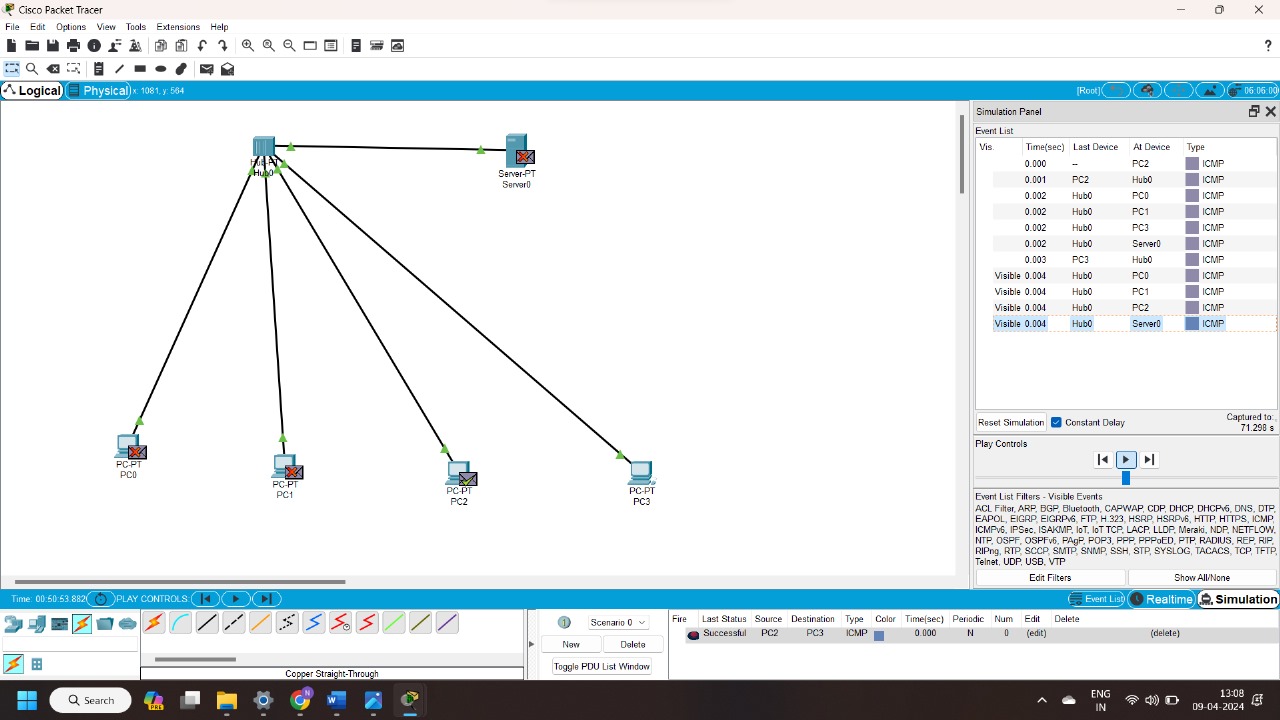 Cisco Packet Tracer
File Edit Options View Tools Extensions Help
?
Logical Physical x: 1081, y: 564 [Root] 06:06:00
Hub-PT
Hub0
Server-PT
Server0
PC-PT
PC0
PC-PT
PC1
PC-PT
PC2
PC-PT
PC3
Simulation Panel
Event List
Vis. Time(sec) Last Device At Device Type
0.000 -- PC2 ICMP
0.001 PC2 Hub0 ICMP
0.002 Hub0 PC0 ICMP
0.002 Hub0 PC1 ICMP
0.002 Hub0 PC3 ICMP
0.002 Hub0 Server0 ICMP
0.003 PC3 Hub0 ICMP
Visible 0.004 Hub0 PC0 ICMP
Visible 0.004 Hub0 PC1 ICMP
Visible 0.004 Hub0 PC2 ICMP
Visible 0.004 Hub0 Server0 ICMP
Reset Simulation Constant Delay Captured to:
71.298 s
Play Controls
Event List Filters - Visible Events
ACL Filter, ARP, BGP, Bluetooth, CAPWAP, CDP, DHCP, DHCPv6, DNS, DTP,
EAPOL, EIGRP, EIGRPv6, FTP, H.323, HSRP, HSRPv6, HTTP, HTTPS, ICMP,
ICMPv6, IPSec, ISAKMP, IoT, IoT TCP, LACP, LLDP, Meraki, NDP, NETFLOW,
NTP, OSPF, OSPFv6, PAgP, POP3, PPP, PPPoED, PTP, RADIUS, REP, RIP,
RIPng, RTP, SCCP, SMTP, SNMP, SSH, STP, SYSLOG, TACACS, TCP, TFTP,
Telnet, UDP, USB, VTP
Edit Filters Show All/None
Time: 00:50:53.882 PLAY CONTROLS: Event List Realtime Simulation
Copper Straight-Through
Scenario 0
New Delete
Toggle PDU List Window
Fire Last Status Source Destination Type Color Time(sec) Periodic Num Edit Delete
Successful PC2 PC3 ICMP 0.000 N 0 (edit) (delete)
Search
PRE
N
W
ENG
IN
13:08
09-04-2024